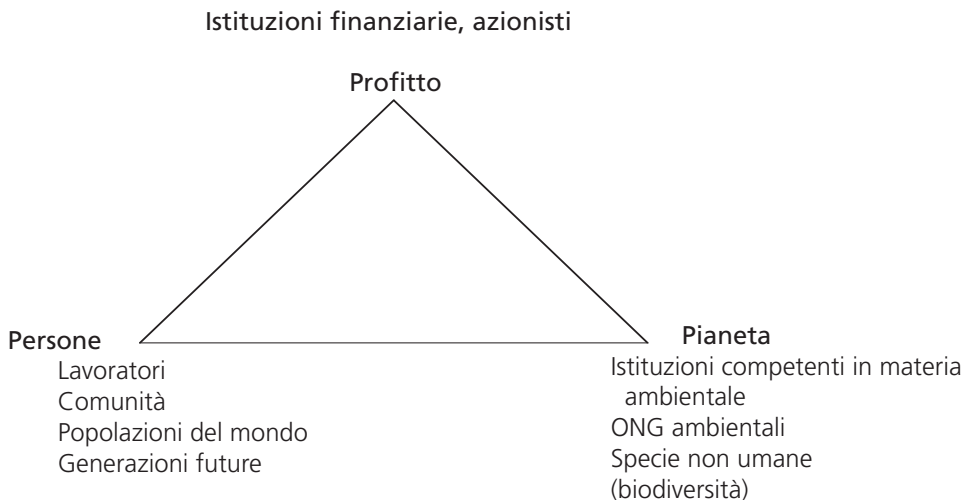 Istituzioni finanziarie, azionisti
Profitto
Persone
Lavoratori
Comunità
Popolazioni del mondo
Generazioni future
Pianeta
Istituzioni competenti in materia
ambientale
ONG ambientali
Specie non umane
(biodiversità)